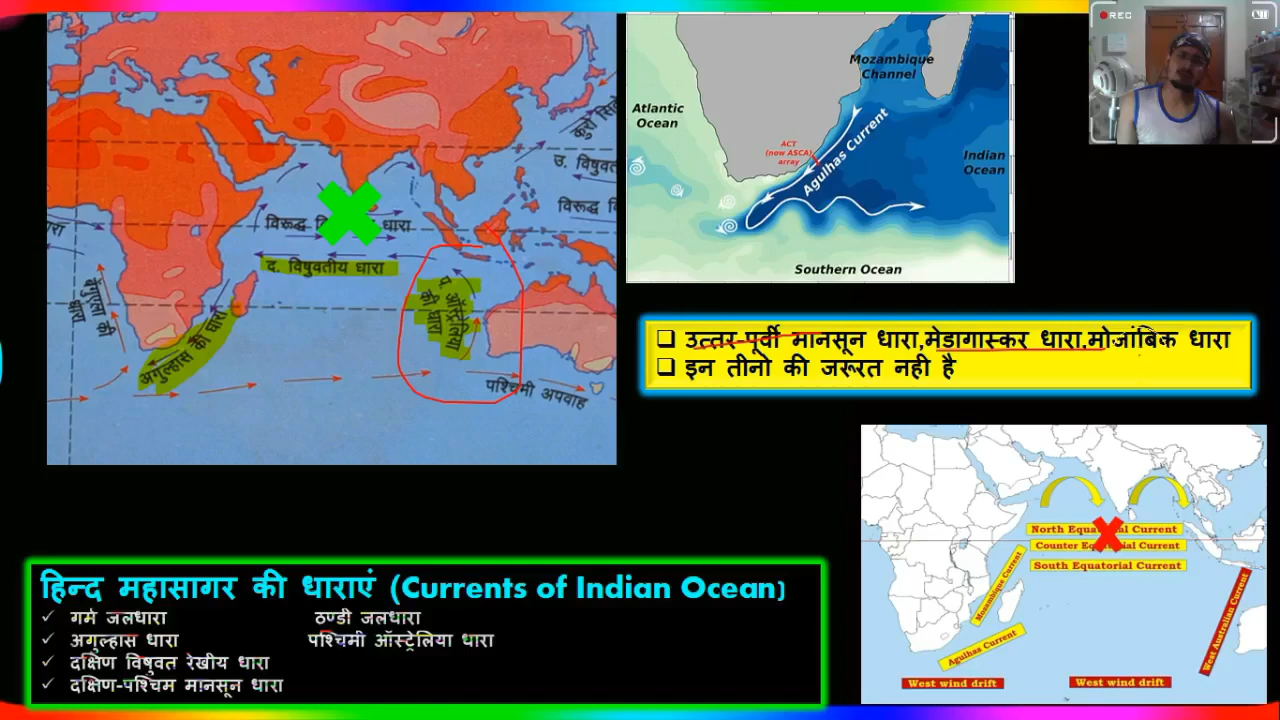 REC
विरूद्ध वि धारा
द. विषुवतीय धारा
प. ऑस्ट्रेलिया
की धारा
अगुल्हास की धारा
बेंगुएला की
धारा
पश्चिमी अपवाह
उ. विषुवत
विरूद्ध वि
Mozambique
Channel
Atlantic
Ocean
ACT
(now ASCA)
array
Agulhas Current
Indian
Ocean
Southern Ocean
❑ उत्तर-पूर्वी मानसून धारा,मेडागास्कर धारा,मोजांबिक धारा
❑ इन तीनो की जरूरत नही है
North Equatorial Current
Counter Equatorial Current
South Equatorial Current
Mozambique Current
Agulhas Current
West Australian Current
West wind drift
West wind drift
हिन्द महासागर की धाराएं (Currents of Indian Ocean)
✓ गर्म जलधारा ठण्डी जलधारा
✓ अगुल्हास धारा पश्चिमी ऑस्ट्रेलिया धारा
✓ दक्षिण विषुवत रेखीय धारा
✓ दक्षिण-पश्चिम मानसून धारा